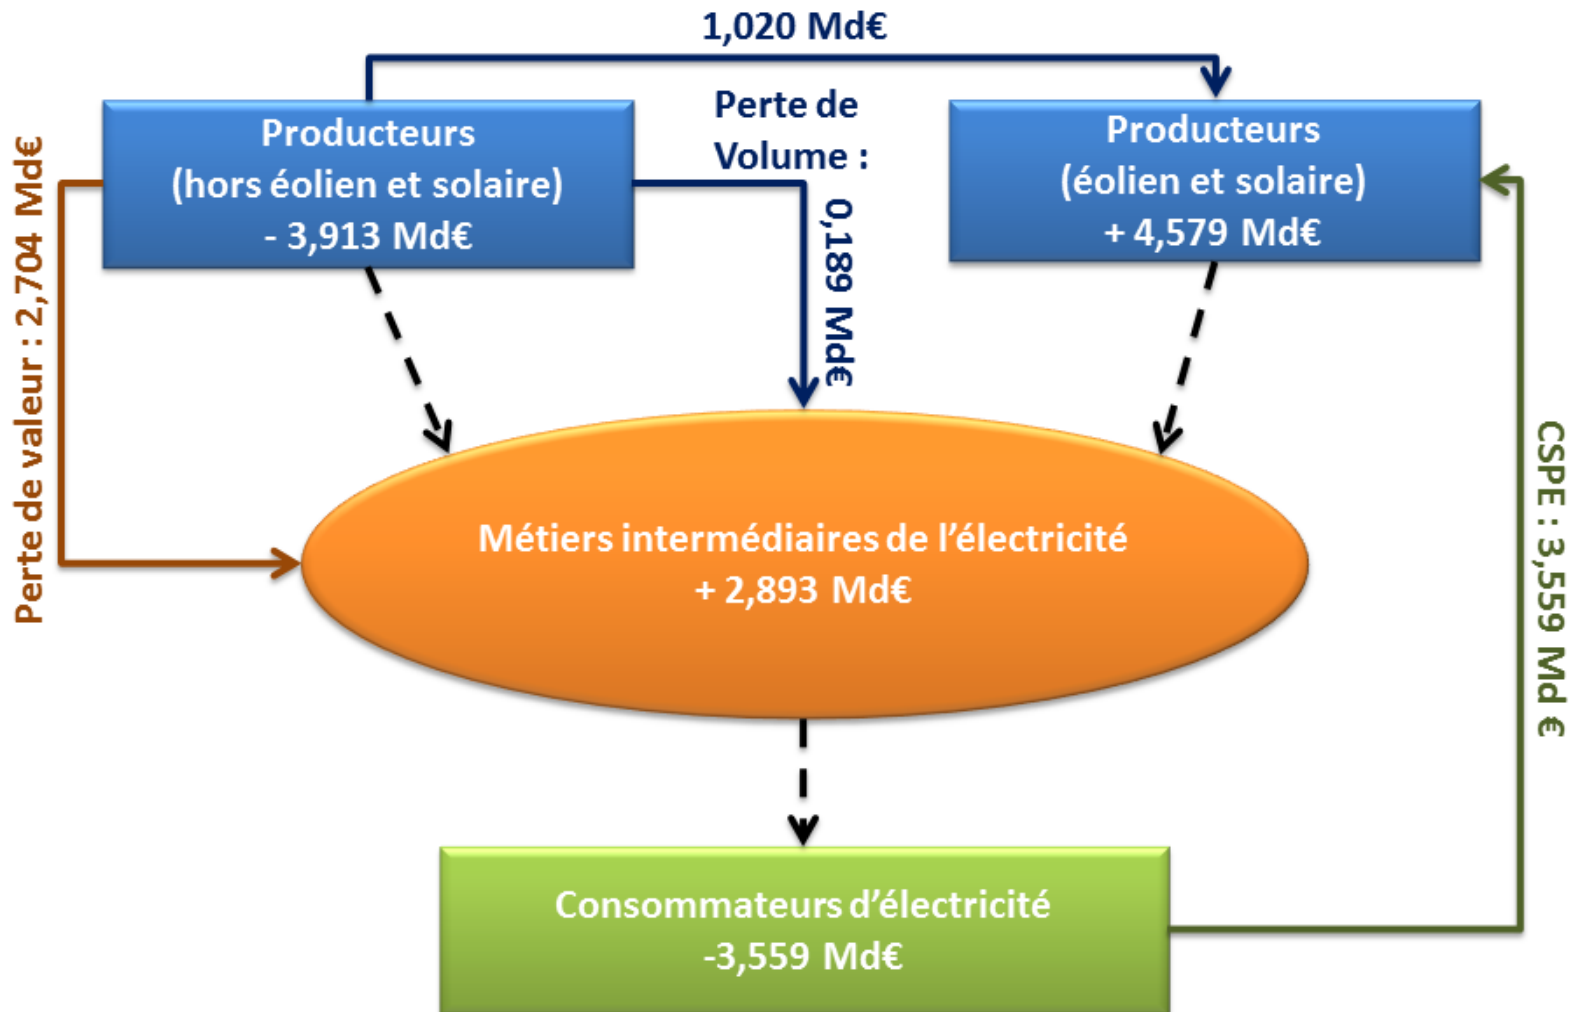 1,020 Md€
Producteurs
(hors éolien et solaire)
- 3,913 Md€
Perte de
Volume :
0,189 Md€
Producteurs
(éolien et solaire)
+ 4,579 Md€
Perte de valeur : 2,704 Md€
Métiers intermédiaires de l’électricité
+ 2,893 Md€
CSPE : 3,559 Md €
Consommateurs d’électricité
-3,559 Md€